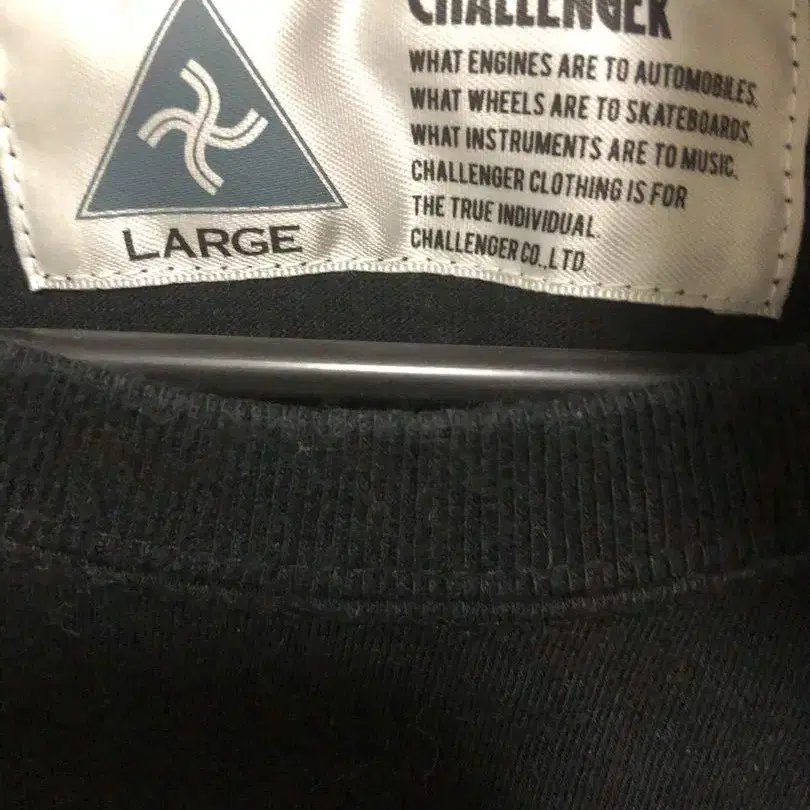 CHALLENGER
WHAT ENGINES ARE TO AUTOMOBILES,
WHAT WHEELS ARE TO SKATEBOARDS,
WHAT INSTRUMENTS ARE TO MUSIC,
CHALLENGER CLOTHING IS FOR
THE TRUE INDIVIDUAL.
CHALLENGER CO.,LTD
LARGE